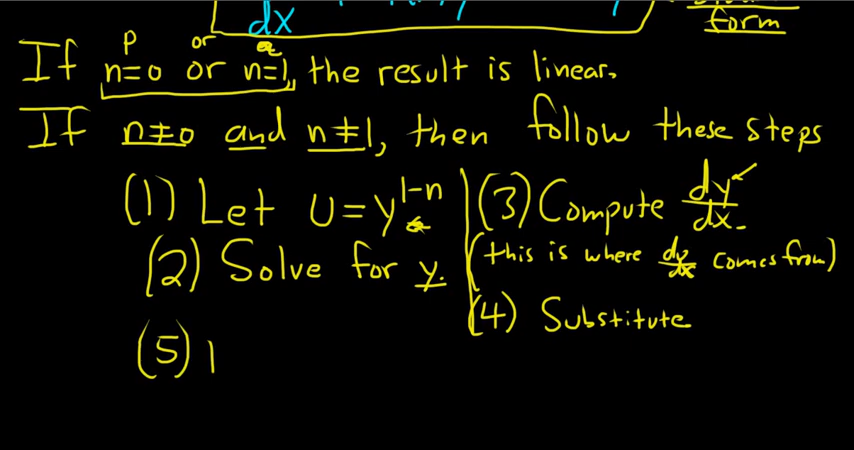 dx
form
p or q
If n=0 or n=1, the result is linear.
If n≠0 and n≠1, then follow these steps
(1) Let u=y^{1-n}
(2) Solve for y.
(3) Compute dy/dx.
(this is where dy/dx comes from)
(4) Substitute
(5)